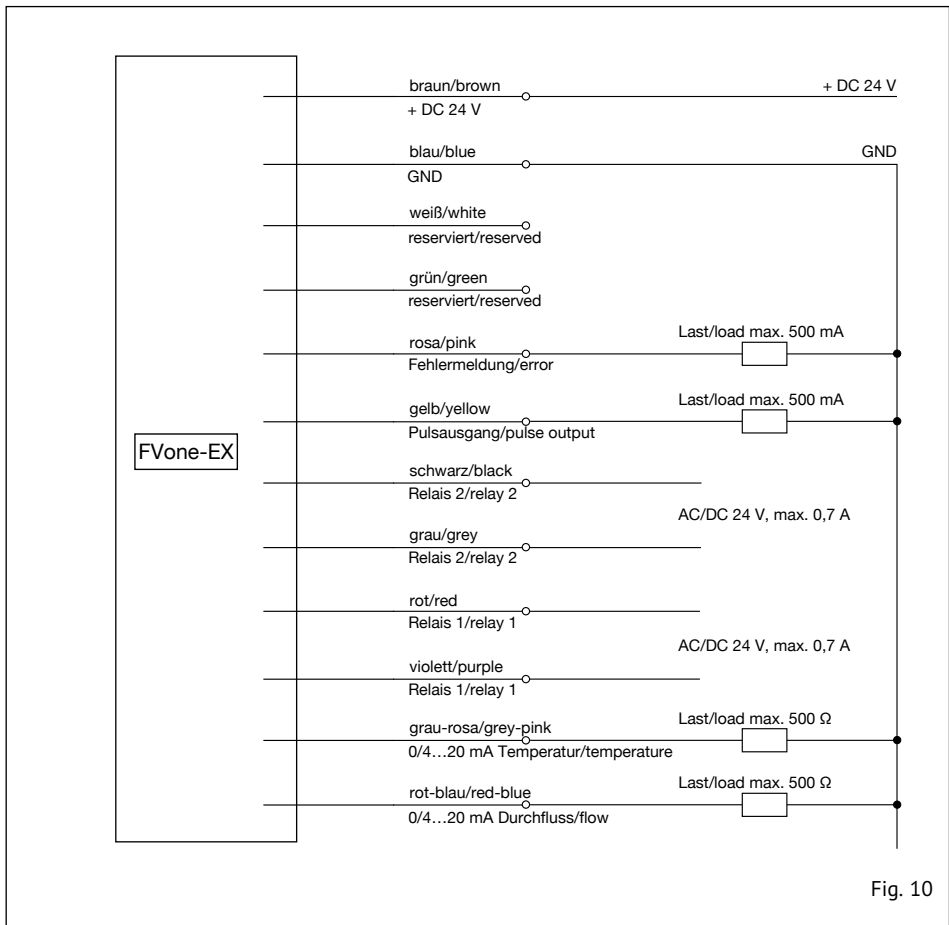 braun/brown
+ DC 24 V
+ DC 24 V
blau/blue
GND
GND
weiß/white
reserviert/reserved
grün/green
reserviert/reserved
rosa/pink
Last/load max. 500 mA
Fehlermeldung/error
gelb/yellow
Last/load max. 500 mA
Pulsausgang/pulse output
FVone-EX
schwarz/black
Relais 2/relay 2
AC/DC 24 V, max. 0,7 A
grau/grey
Relais 2/relay 2
rot/red
Relais 1/relay 1
AC/DC 24 V, max. 0,7 A
violett/purple
Relais 1/relay 1
grau-rosa/grey-pink
Last/load max. 500 Ω
0/4…20 mA Temperatur/temperature
rot-blau/red-blue
Last/load max. 500 Ω
0/4…20 mA Durchfluss/flow
Fig. 10